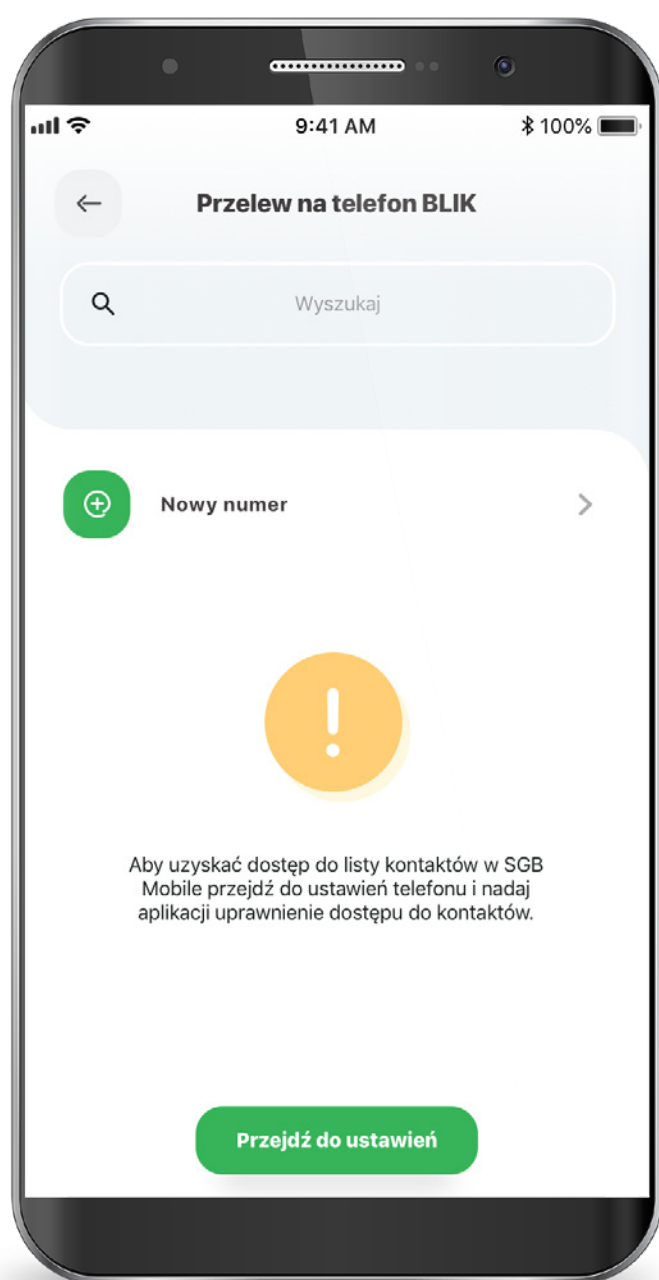 9:41 AM
100%
Przelew na telefon BLIK
Wyszukaj
Nowy numer
!
Aby uzyskać dostęp do listy kontaktów w SGB
Mobile przejdź do ustawień telefonu i nadaj
aplikacji uprawnienie dostępu do kontaktów.
Przejdź do ustawień